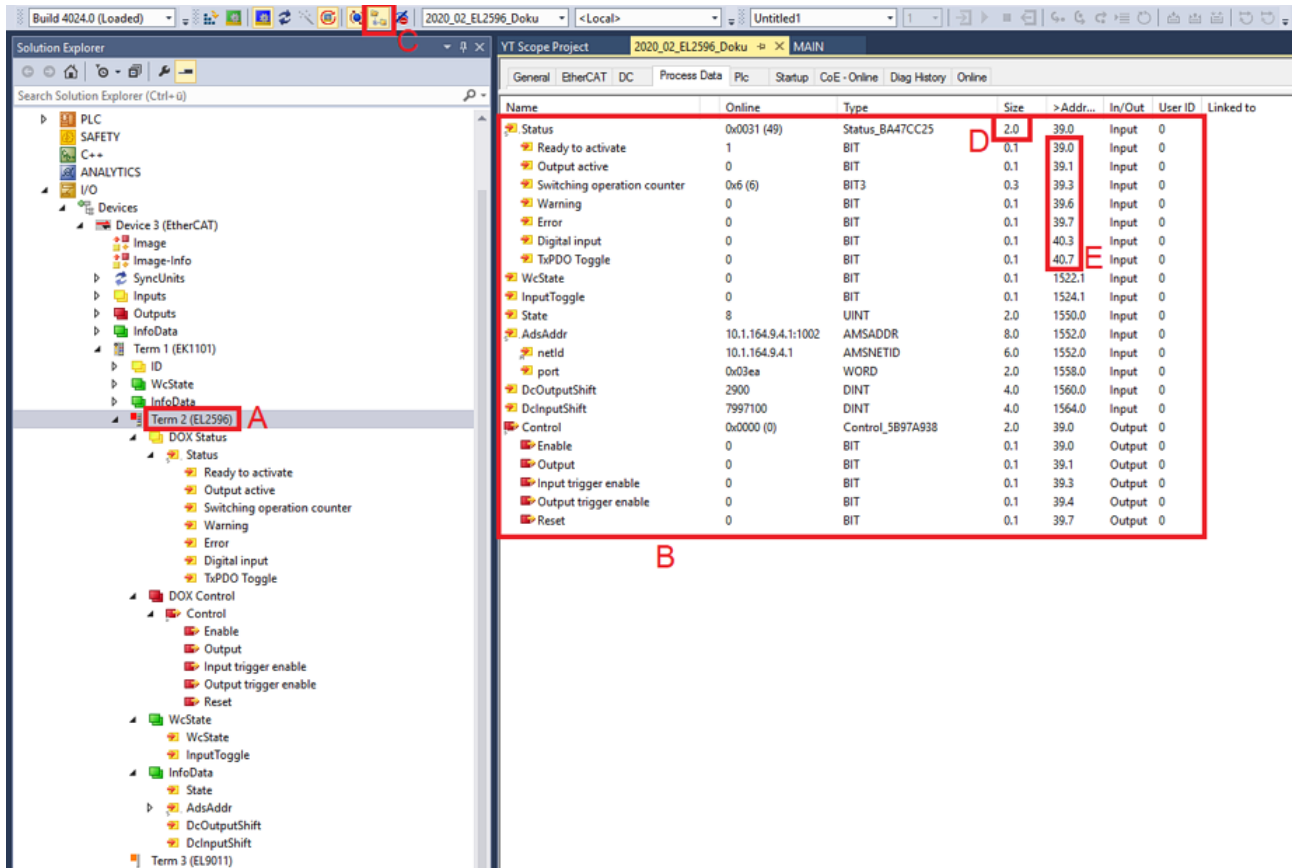 Build 4024.0 (Loaded) 2020_02_EL2596_Doku <Local> Untitled1 1
C
Solution Explorer
Search Solution Explorer (Ctrl+ü)
PLC
SAFETY
C++
ANALYTICS
I/O
Devices
Device 3 (EtherCAT)
Image
Image-Info
SyncUnits
Inputs
Outputs
InfoData
Term 1 (EK1101)
ID
WcState
InfoData
Term 2 (EL2596) A
DOX Status
Status
Ready to activate
Output active
Switching operation counter
Warning
Error
Digital input
TxPDO Toggle
DOX Control
Control
Enable
Output
Input trigger enable
Output trigger enable
Reset
WcState
WcState
InputToggle
InfoData
State
AdsAddr
DcOutputShift
DcInputShift
Term 3 (EL9011)
YT Scope Project 2020_02_EL2596_Doku MAIN
General EtherCAT DC Process Data Plc Startup CoE - Online Diag History Online
Name Online Type Size >Addr... In/Out User ID Linked to
Status 0x0031 (49) Status_BA47CC25 D 2.0 39.0 Input 0
Ready to activate 1 BIT 0.1 39.0 Input 0
Output active 0 BIT 0.1 39.1 Input 0
Switching operation counter 0x6 (6) BIT3 0.3 39.3 Input 0
Warning 0 BIT 0.1 39.6 Input 0
Error 0 BIT 0.1 39.7 Input 0
Digital input 0 BIT 0.1 40.3 Input 0
TxPDO Toggle 0 BIT 0.1 40.7 E Input 0
WcState 0 BIT 0.1 1522.1 Input 0
InputToggle 0 BIT 0.1 1524.1 Input 0
State 8 UINT 2.0 1550.0 Input 0
AdsAddr 10.1.164.9.4.1:1002 AMSADDR 8.0 1552.0 Input 0
netId 10.1.164.9.4.1 AMSNETID 6.0 1552.0 Input 0
port 0x03ea WORD 2.0 1558.0 Input 0
DcOutputShift 2900 DINT 4.0 1560.0 Input 0
DcInputShift 7997100 DINT 4.0 1564.0 Input 0
Control 0x0000 (0) Control_5B97A938 2.0 39.0 Output 0
Enable 0 BIT 0.1 39.0 Output 0
Output 0 BIT 0.1 39.1 Output 0
Input trigger enable 0 BIT 0.1 39.3 Output 0
Output trigger enable 0 BIT 0.1 39.4 Output 0
Reset 0 BIT 0.1 39.7 Output 0
B